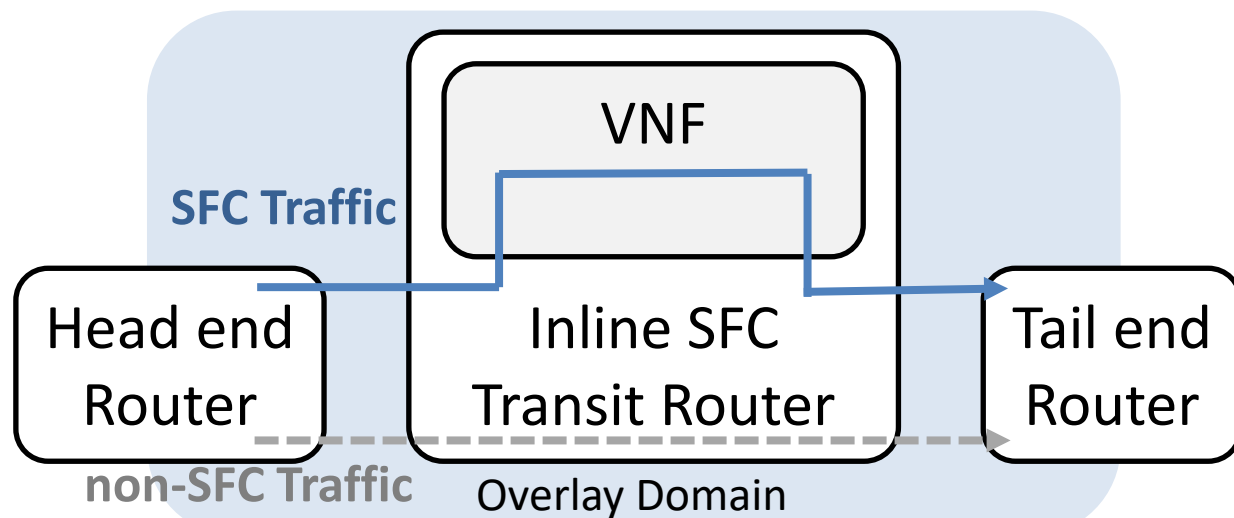 VNF
SFC Traffic
Head end
Router
Inline SFC
Transit Router
Tail end
Router
non-SFC Traffic
Overlay Domain